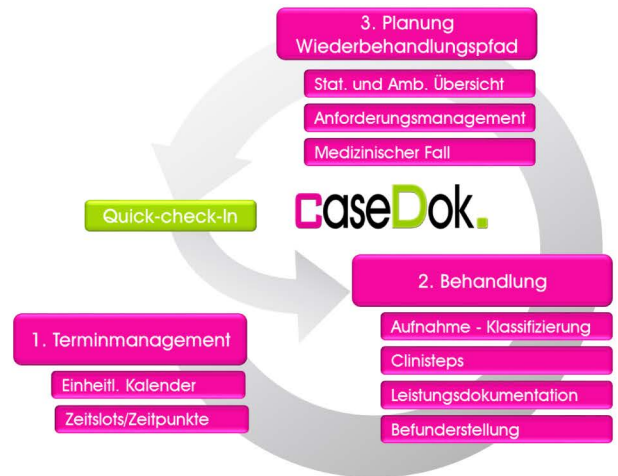 3. Planung
Wiederbehandlungspfad
Stat. und Amb. Übersicht
Anforderungsmanagement
Medizinischer Fall
Quick-check-In
CaseDok.
2. Behandlung
Aufnahme - Klassifizierung
Clinisteps
Leistungsdokumentation
Befunderstellung
1. Terminmanagement
Einheitl. Kalender
Zeitslots/Zeitpunkte